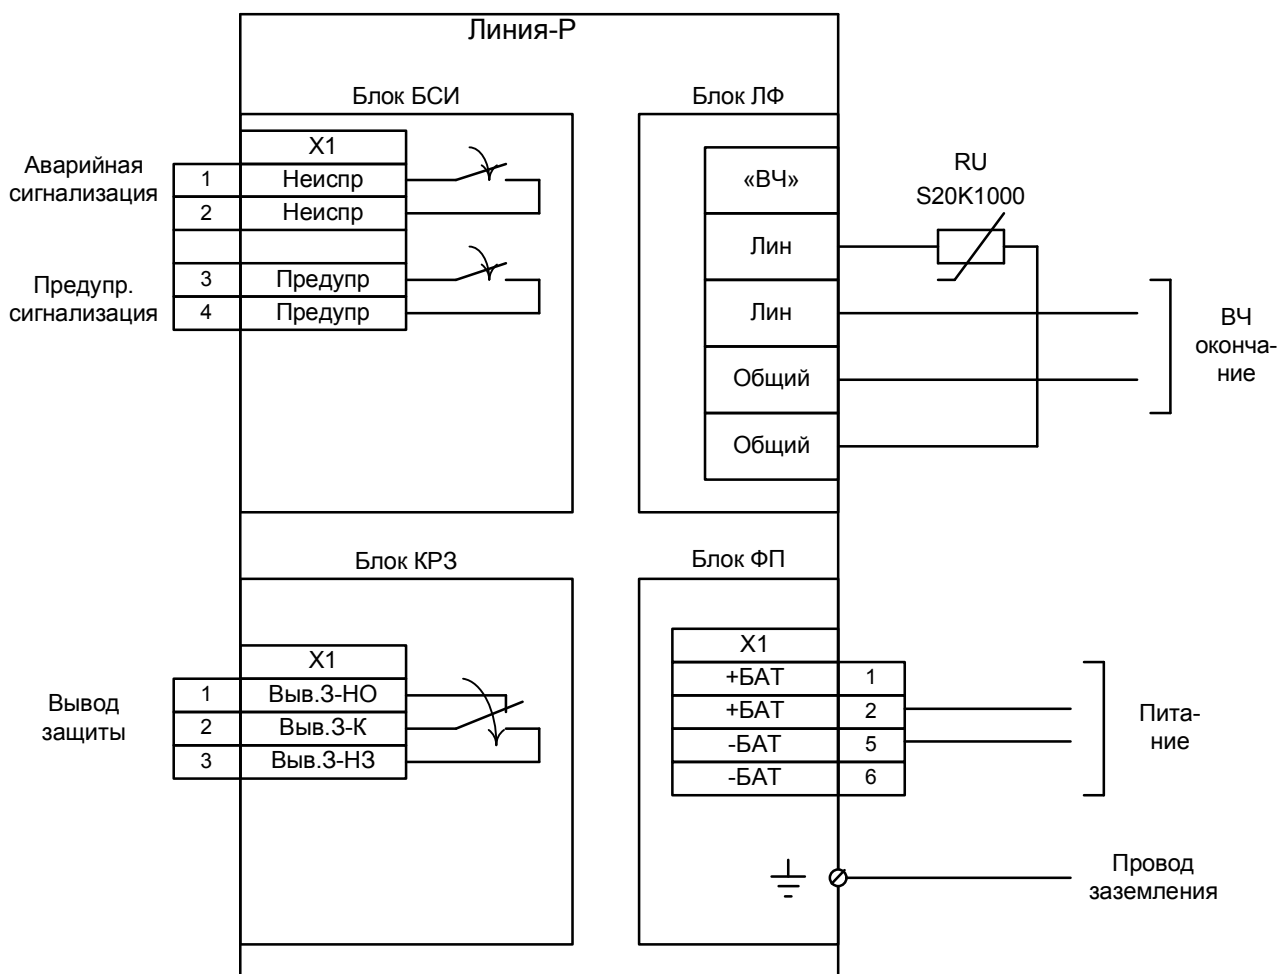 Линия-Р
Блок БСИ
Аварийная
сигнализация
X1
1 Неиспр
2 Неиспр
Предупр.
сигнализация
3 Предупр
4 Предупр
Блок ЛФ
«ВЧ»
Лин
Лин
Общий
Общий
RU
S20K1000
ВЧ
оконча-
ние
Блок КРЗ
Вывод
защиты
X1
1 Выв.З-НО
2 Выв.З-К
3 Выв.З-НЗ
Блок ФП
X1
+БАТ 1
+БАТ 2
-БАТ 5
-БАТ 6
Пита-
ние
Провод
заземления